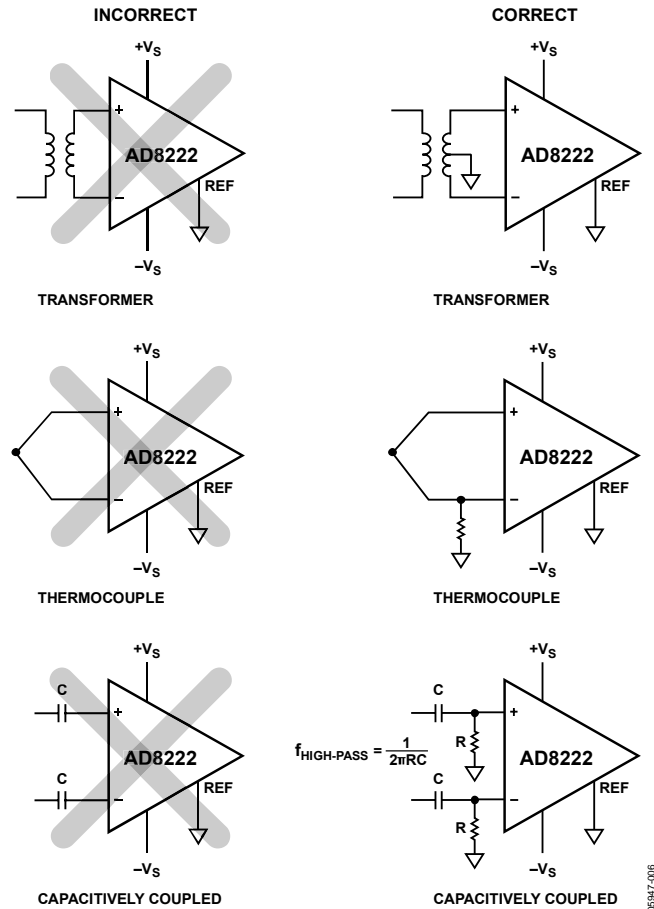 INCORRECT
CORRECT
+VS
+
AD8222
REF
−
−VS
TRANSFORMER
+VS
+
AD8222
REF
−
−VS
TRANSFORMER
+VS
+
AD8222
REF
−
−VS
THERMOCOUPLE
+VS
+
AD8222
REF
−
−VS
THERMOCOUPLE
+VS
C
+
AD8222
C
REF
−
−VS
CAPACITIVELY COUPLED
+VS
C
+
R
fHIGH-PASS = 1/2πRC
AD8222
C
REF
−
R
−VS
CAPACITIVELY COUPLED
05947-006